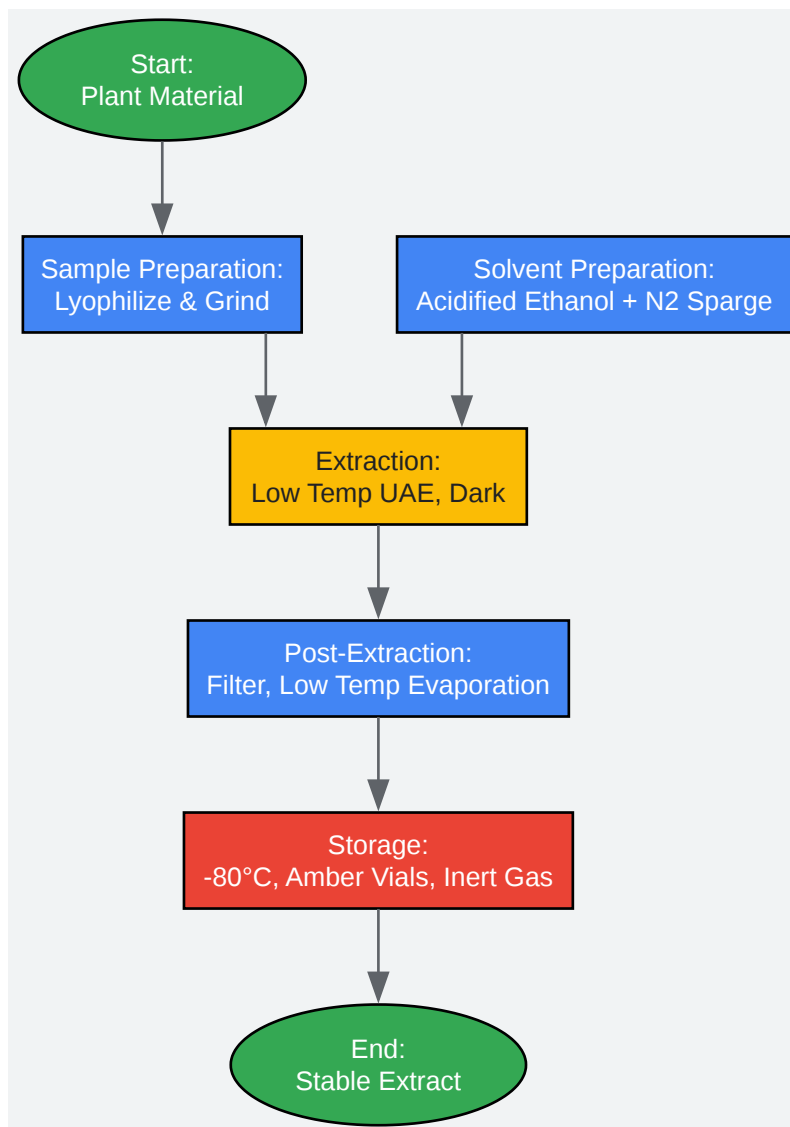 Start:
Plant Material
Sample Preparation:
Lyophilize & Grind
Solvent Preparation:
Acidified Ethanol + N2 Sparge
Extraction:
Low Temp UAE, Dark
Post-Extraction:
Filter, Low Temp Evaporation
Storage:
-80°C, Amber Vials, Inert Gas
End:
Stable Extract